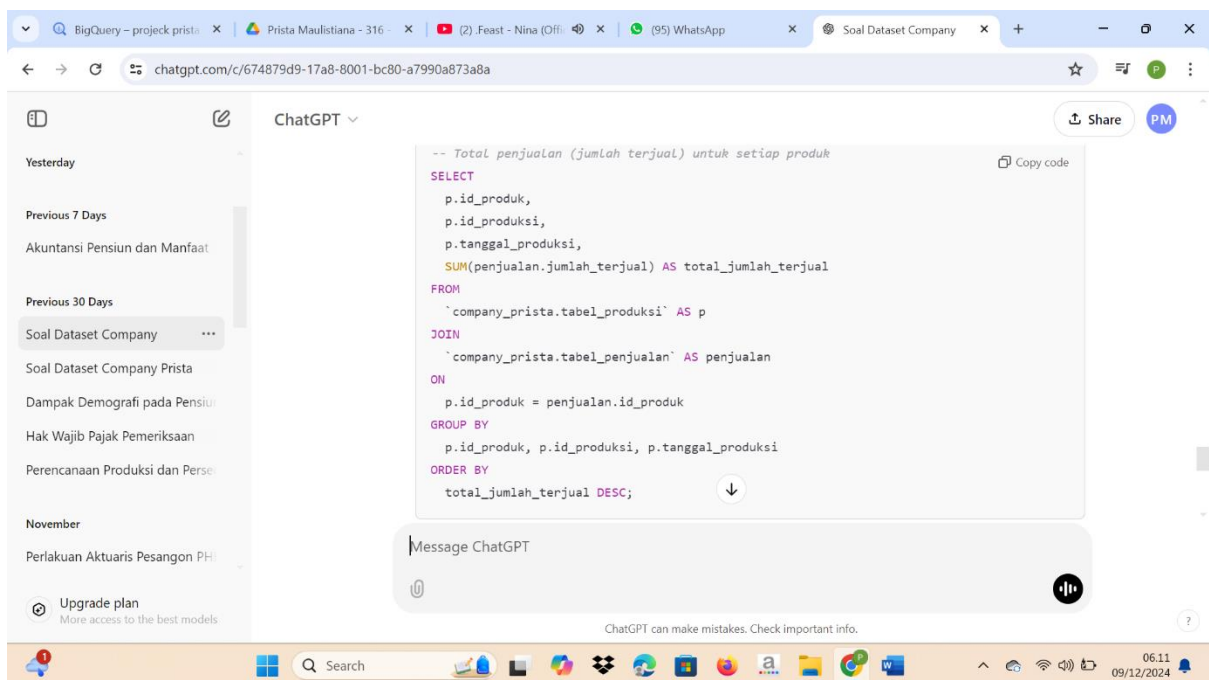 BigQuery – projeck prista
Prista Maulistiana - 316 -
(2) .Feast - Nina (Offi
(95) WhatsApp
Soal Dataset Company
chatgpt.com/c/674879d9-17a8-8001-bc80-a7990a873a8a
P
ChatGPT
Share
PM
Yesterday
Previous 7 Days
Akuntansi Pensiun dan Manfaat
Previous 30 Days
Soal Dataset Company
Soal Dataset Company Prista
Dampak Demografi pada Pensiu
Hak Wajib Pajak Pemeriksaan
Perencanaan Produksi dan Perse
November
Perlakuan Aktuaris Pesangon PH
Upgrade plan
More access to the best models
-- Total penjualan (jumlah terjual) untuk setiap produk
Copy code
SELECT
p.id_produk,
p.id_produksi,
p.tanggal_produksi,
SUM(penjualan.jumlah_terjual) AS total_jumlah_terjual
FROM
`company_prista.tabel_produksi` AS p
JOIN
`company_prista.tabel_penjualan` AS penjualan
ON
p.id_produk = penjualan.id_produk
GROUP BY
p.id_produk, p.id_produksi, p.tanggal_produksi
ORDER BY
total_jumlah_terjual DESC;
Message ChatGPT
ChatGPT can make mistakes. Check important info.
?
1
Search
a
P
W
06.11
09/12/2024